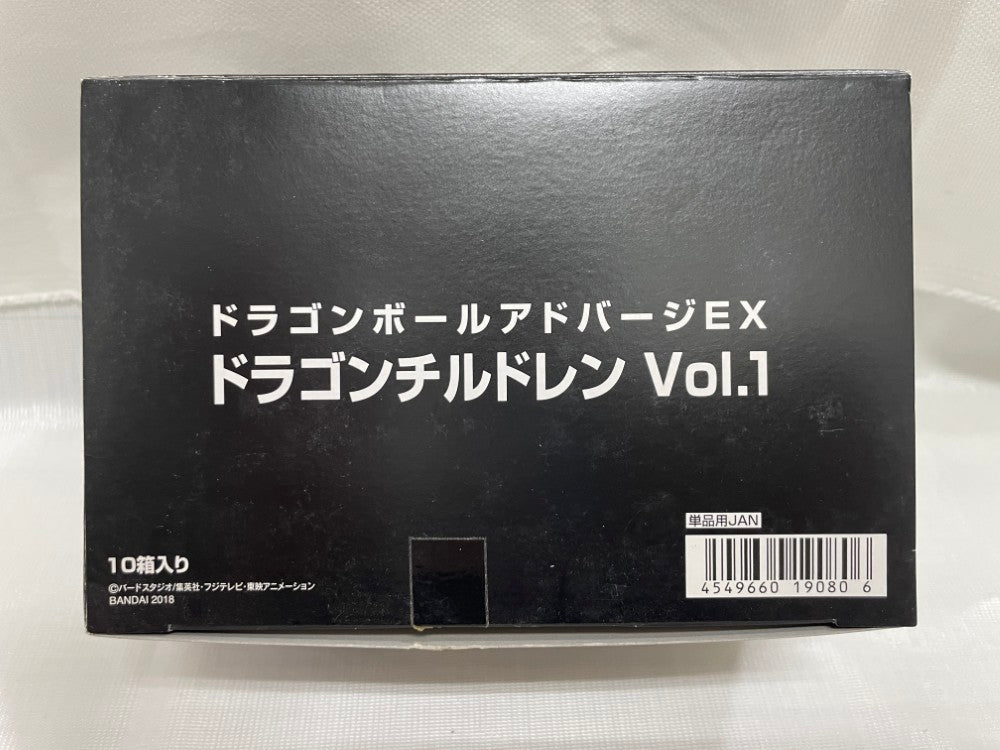 ドラゴンボールアドバージEX
ドラゴンチルドレン Vol.1
単品用JAN
4549660 19080 6
10箱入り
©バードスタジオ/集英社・フジテレビ・東映アニメーション
BANDAI 2018